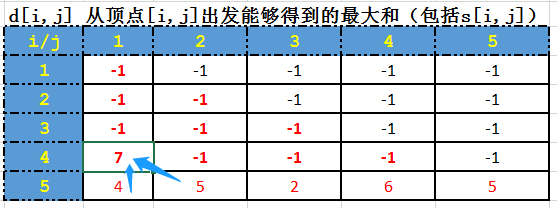 d[i,j] 从顶点[i,j]出发能够得到的最大和（包括s[i,j]）
i/j 1 2 3 4 5
1 -1 -1 -1 -1 -1
2 -1 -1 -1 -1 -1
3 -1 -1 -1 -1 -1
4 7 -1 -1 -1 -1
5 4 5 2 6 5